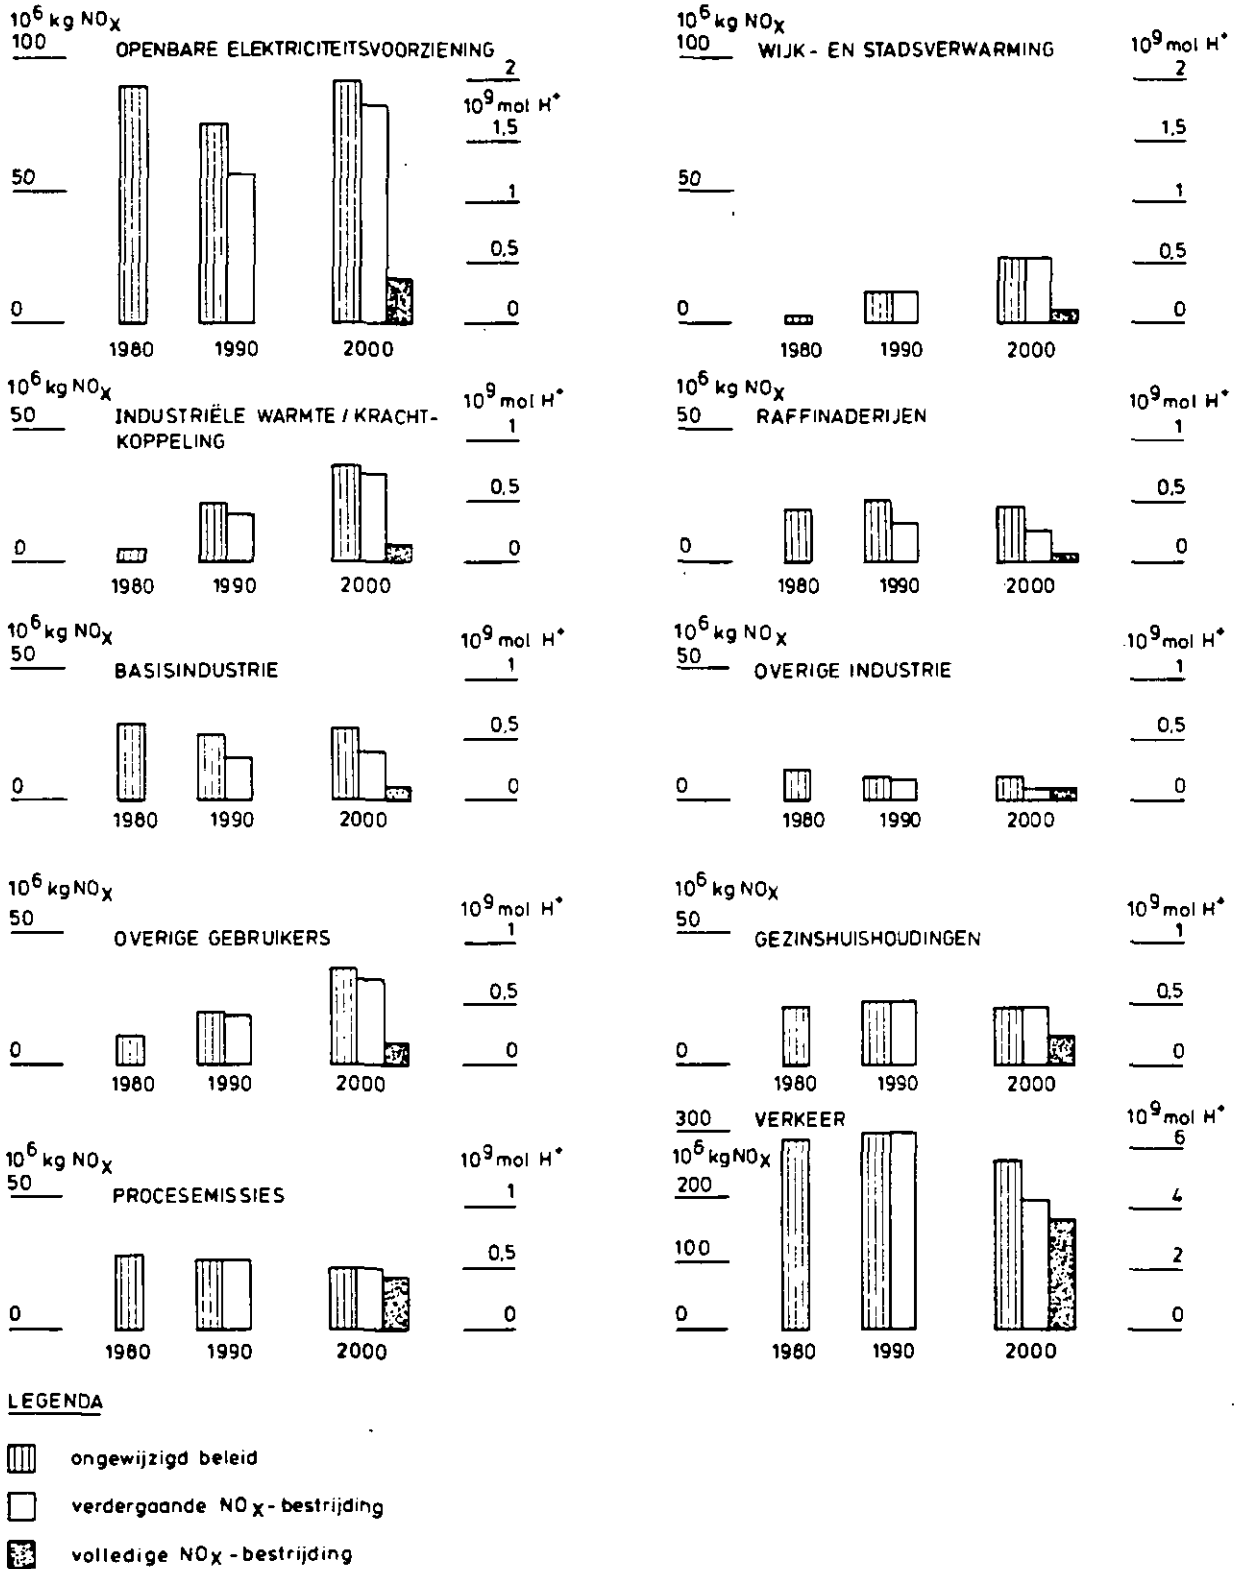 10⁶ kg NOx
100
OPENBARE ELEKTRICITEITSVOORZIENING
2
10⁹ mol H⁺
1,5
50
1
0,5
0
0
1980
1990
2000
10⁶ kg NOx
100
WIJK- EN STADSVERWARMING
10⁹ mol H⁺
2
1,5
50
1
0,5
0
0
1980
1990
2000
10⁶ kg NOx
50
INDUSTRIËLE WARMTE / KRACHT-
KOPPELING
10⁹ mol H⁺
1
0,5
0
0
1980
1990
2000
10⁶ kg NOx
50
RAFFINADERIJEN
10⁹ mol H⁺
1
0,5
0
0
1980
1990
2000
10⁶ kg NOx
50
BASISINDUSTRIE
10⁹ mol H⁺
1
0,5
0
0
1980
1990
2000
10⁶ kg NOx
50
OVERIGE INDUSTRIE
10⁹ mol H⁺
1
0,5
0
0
1980
1990
2000
10⁶ kg NOx
50
OVERIGE GEBRUIKERS
10⁹ mol H⁺
1
0,5
0
0
1980
1990
2000
10⁶ kg NOx
50
GEZINSHUISHOUDINGEN
10⁹ mol H⁺
1
0,5
0
0
1980
1990
2000
10⁶ kg NOx
50
PROCESEMISSIES
10⁹ mol H⁺
1
0,5
0
0
1980
1990
2000
300
VERKEER
10⁶ kg NOx
10⁹ mol H⁺
6
200
4
100
2
0
0
1980
1990
2000
LEGENDA
ongewijzigd beleid
verdergaande NOx-bestrijding
volledige NOx-bestrijding